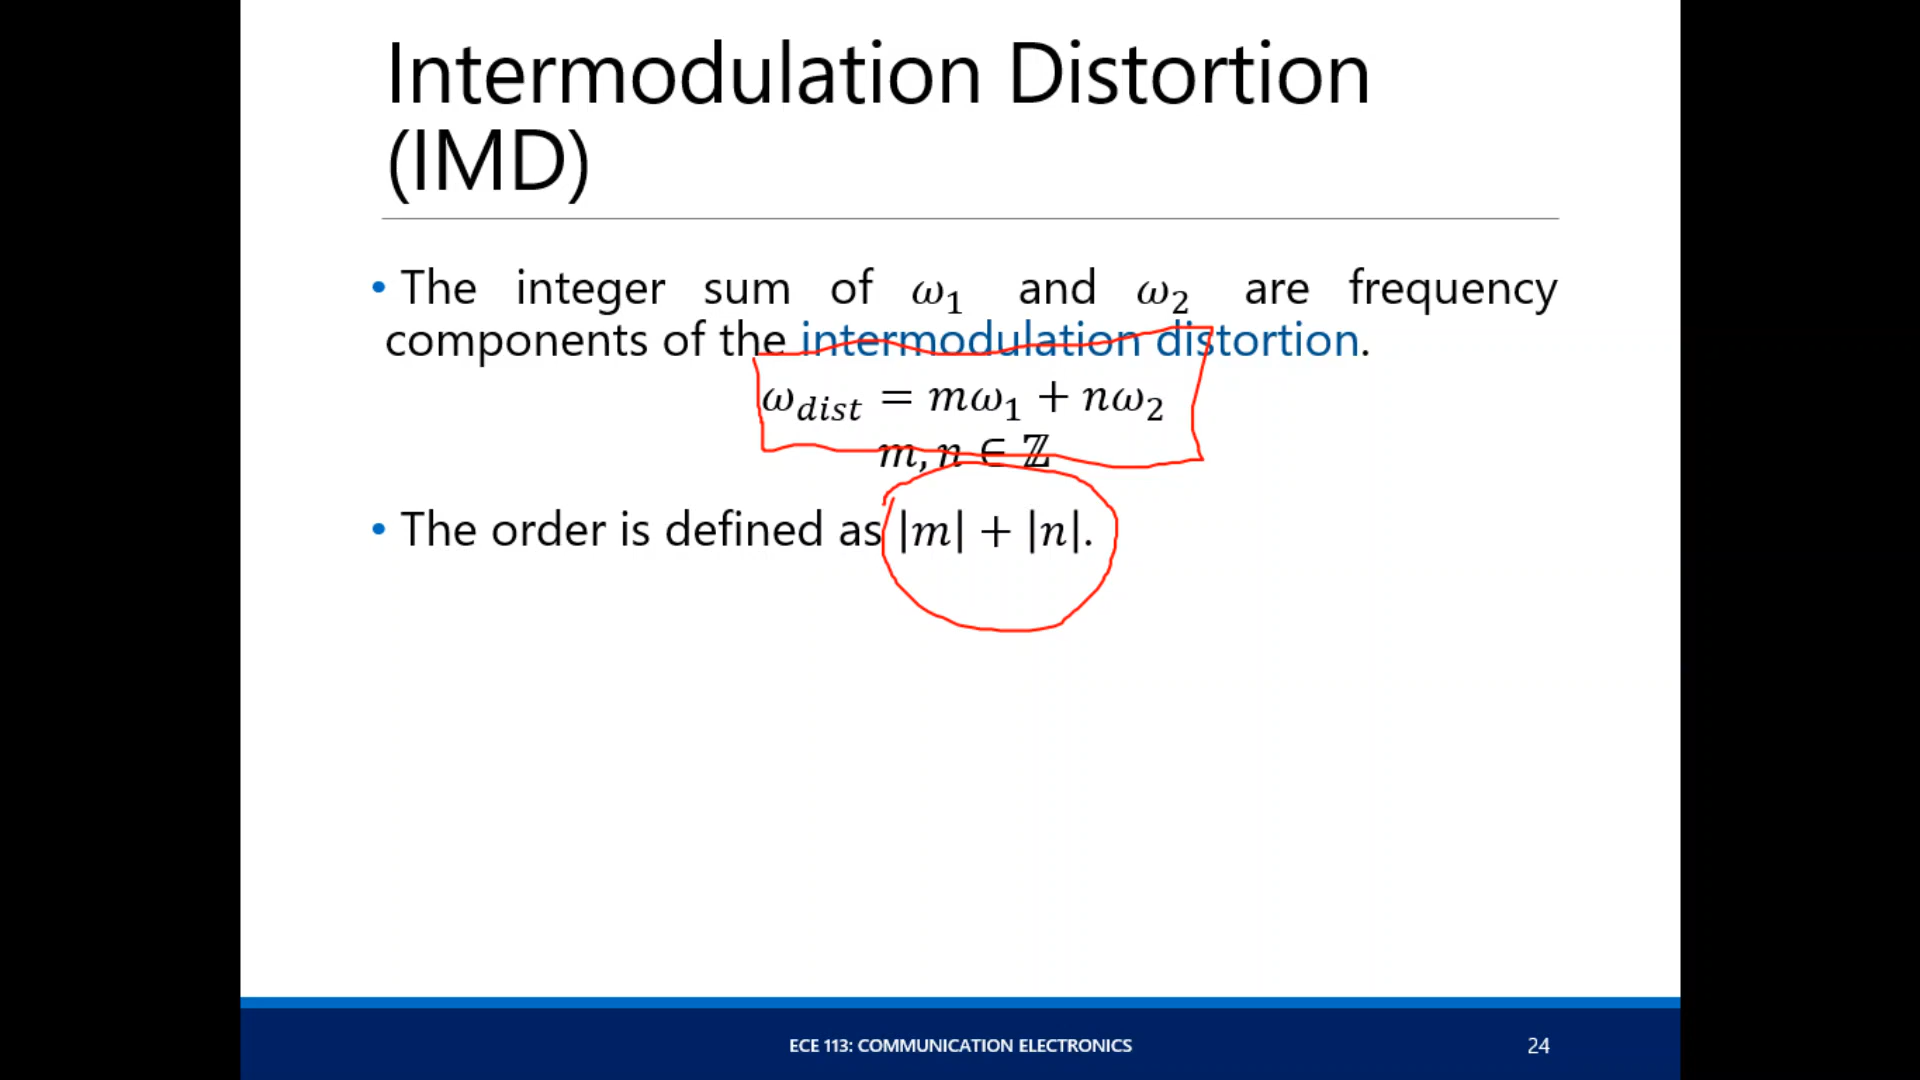 Intermodulation Distortion
(IMD)
• The integer sum of ω₁ and ω₂ are frequency
components of the intermodulation distortion.
ω_dist = mω₁ + nω₂
m, n ∈ ℤ
• The order is defined as |m| + |n|.
ECE 113: COMMUNICATION ELECTRONICS
24